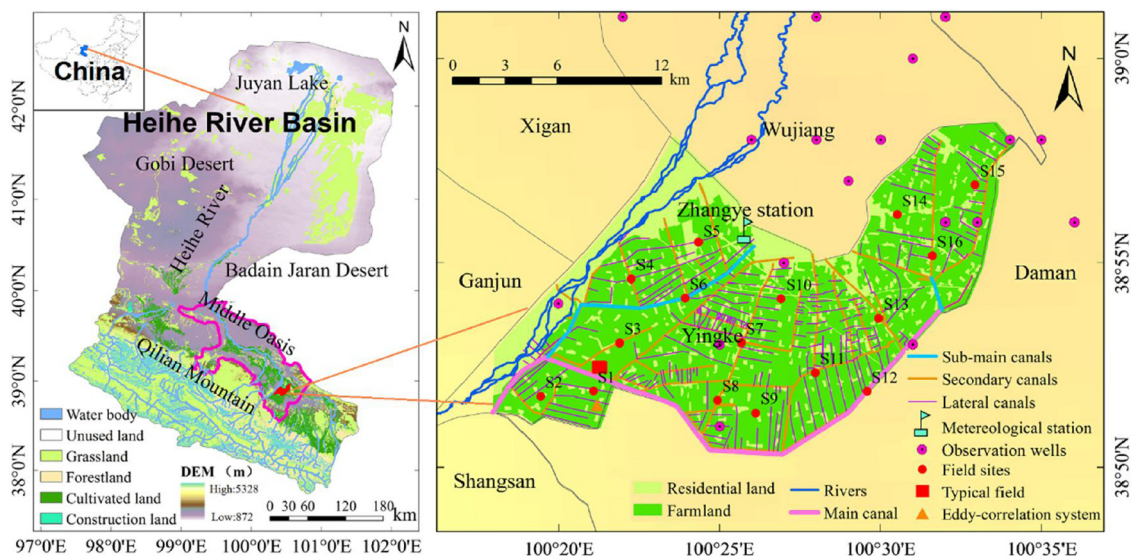 China
N
Juyan Lake
Heihe River Basin
Gobi Desert
Heihe River
Badain Jaran Desert
Middle Oasis
Qilian Mountain
42°0'N
41°0'N
40°0'N
39°0'N
38°0'N
Water body
Unused land
Grassland
Forestland
Cultivated land
Construction land
DEM (m)
High:5328
Low:872
0 30 60 120 180
km
97°0'E 98°0'E 99°0'E 100°0'E 101°0'E 102°0'E
0 3 6 12
km
N
Xigan
Wujiang
Zhangye station
Ganjun
Yingke
Daman
Shangsan
S15
S14
S5
S16
S4
S6
S10
S13
S3
S7
S11
S12
S2
S1
S8
S9
39°0'N
38°55'N
38°50'N
Sub-main canals
Secondary canals
Lateral canals
Metereological station
Observation wells
Field sites
Typical field
Eddy-correlation system
Residential land
Farmland
Rivers
Main canal
100°20'E 100°25'E 100°30'E 100°35'E